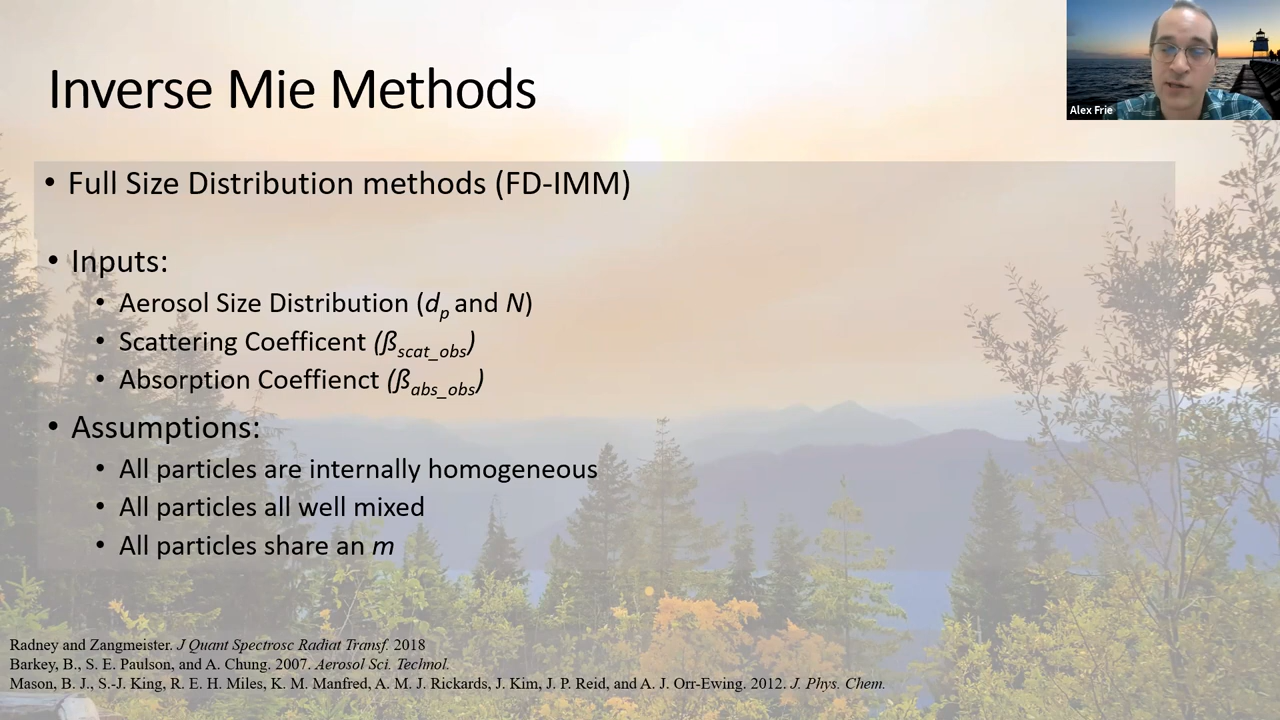 Inverse Mie Methods
Alex Frie
• Full Size Distribution methods (FD-IMM)
• Inputs:
• Aerosol Size Distribution (dp and N)
• Scattering Coefficent (ßscat_obs)
• Absorption Coeffienct (ßabs_obs)
• Assumptions:
• All particles are internally homogeneous
• All particles all well mixed
• All particles share an m
Radney and Zangmeister. J Quant Spectrosc Radiat Transf. 2018
Barkey, B., S. E. Paulson, and A. Chung. 2007. Aerosol Sci. Technol.
Mason, B. J., S.-J. King, R. E. H. Miles, K. M. Manfred, A. M. J. Rickards, J. Kim, J. P. Reid, and A. J. Orr-Ewing. 2012. J. Phys. Chem.